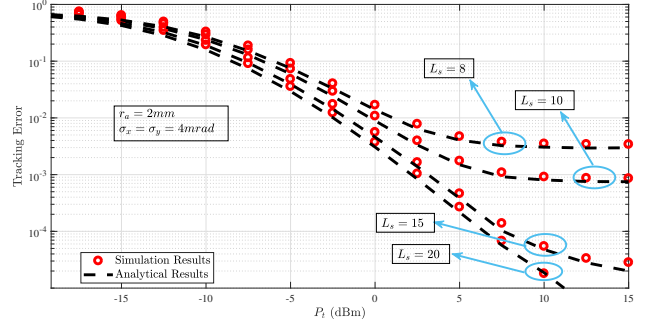 10^0
10^-1
10^-2
10^-3
10^-4
Tracking Error
r_a = 2mm
σ_x = σ_y = 4mrad
L_s = 8
L_s = 10
L_s = 15
L_s = 20
Simulation Results
Analytical Results
-15 -10 -5 0 5 10 15
P_t (dBm)